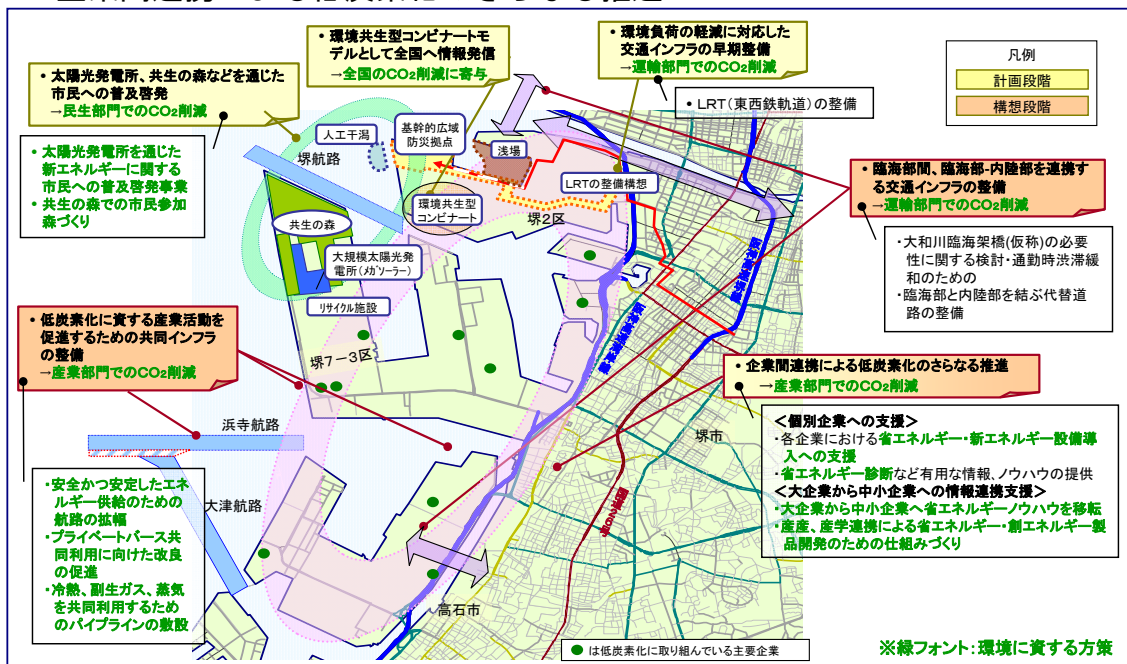 ・環境共生型コンビナートモ
デルとして全国へ情報発信
→全国のCO2削減に寄与
・環境負荷の軽減に対応した
交通インフラの早期整備
→運輸部門でのCO2削減
・LRT(東西鉄軌道)の整備
凡例
計画段階
構想段階
・太陽光発電所、共生の森などを通じた
市民への普及啓発
→民生部門でのCO2削減
・太陽光発電所を通じた
新エネルギーに関する
市民への普及啓発事業
・共生の森での市民参加
森づくり
人工干潟
堺航路
基幹的広域
防災拠点
浅場
LRTの整備構想
環境共生型
コンビナート
堺2区
共生の森
大規模太陽光発
電所(メガソーラー)
リサイクル施設
堺7-3区
・臨海部間、臨海部-内陸部を連携す
る交通インフラの整備
→運輸部門でのCO2削減
・大和川臨海架橋(仮称)の必要
性に関する検討・通勤時渋滞緩
和のための
・臨海部と内陸部を結ぶ代替道
路の整備
・低炭素化に資する産業活動を
促進するための共同インフラ
の整備
→産業部門でのCO2削減
浜寺航路
大津航路
・安全かつ安定したエネ
ルギー供給のための
航路の拡幅
・プライベートバース共
同利用に向けた改良
の促進
・冷熱、副生ガス、蒸気
を共同利用するため
のパイプラインの敷設
・企業間連携による低炭素化のさらなる推進
→産業部門でのCO2削減
<個別企業への支援>
・各企業における省エネルギー・新エネルギー設備導
入への支援
・省エネルギー診断など有用な情報、ノウハウの提供
<大企業から中小企業への情報連携支援>
・大企業から中小企業へ省エネルギーノウハウを移転
・産産、産学連携による省エネルギー・創エネルギー製
品開発のための仕組みづくり
堺市
高石市
●は低炭素化に取り組んでいる主要企業
※緑フォント:環境に資する方策